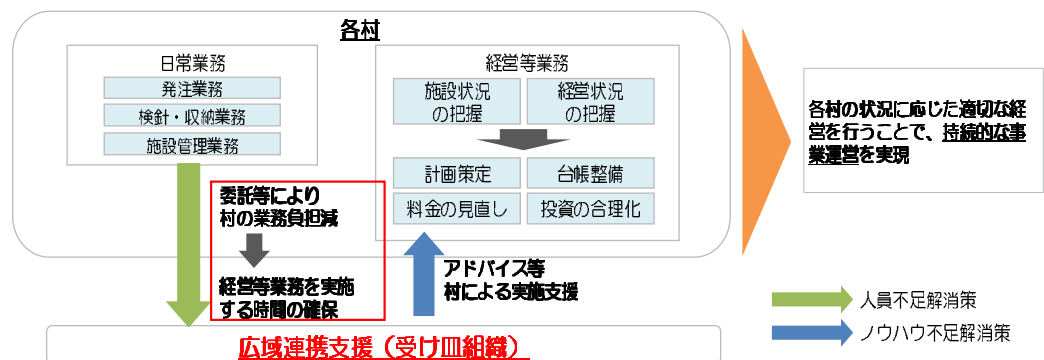 各村
日常業務
発注業務
検針・収納業務
施設管理業務
経営等業務
施設状況
の把握
経営状況
の把握
計画策定
台帳整備
料金の見直し
投資の合理化
委託等により
村の業務負担減
経営等業務を実施
する時間の確保
アドバイス等
村による実施支援
広域連携支援（受け皿組織）
各村の状況に応じた適切な経
営を行うことで、持続的な事
業運営を実現
人員不足解消策
ノウハウ不足解消策